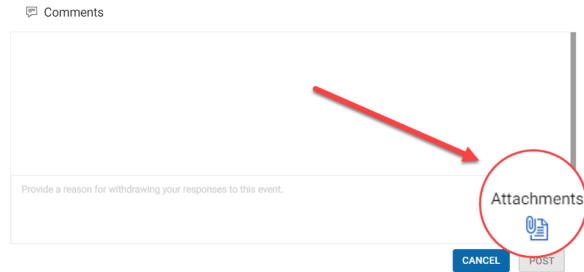 Comments
Provide a reason for withdrawing your responses to this event.
Attachments
CANCEL POST